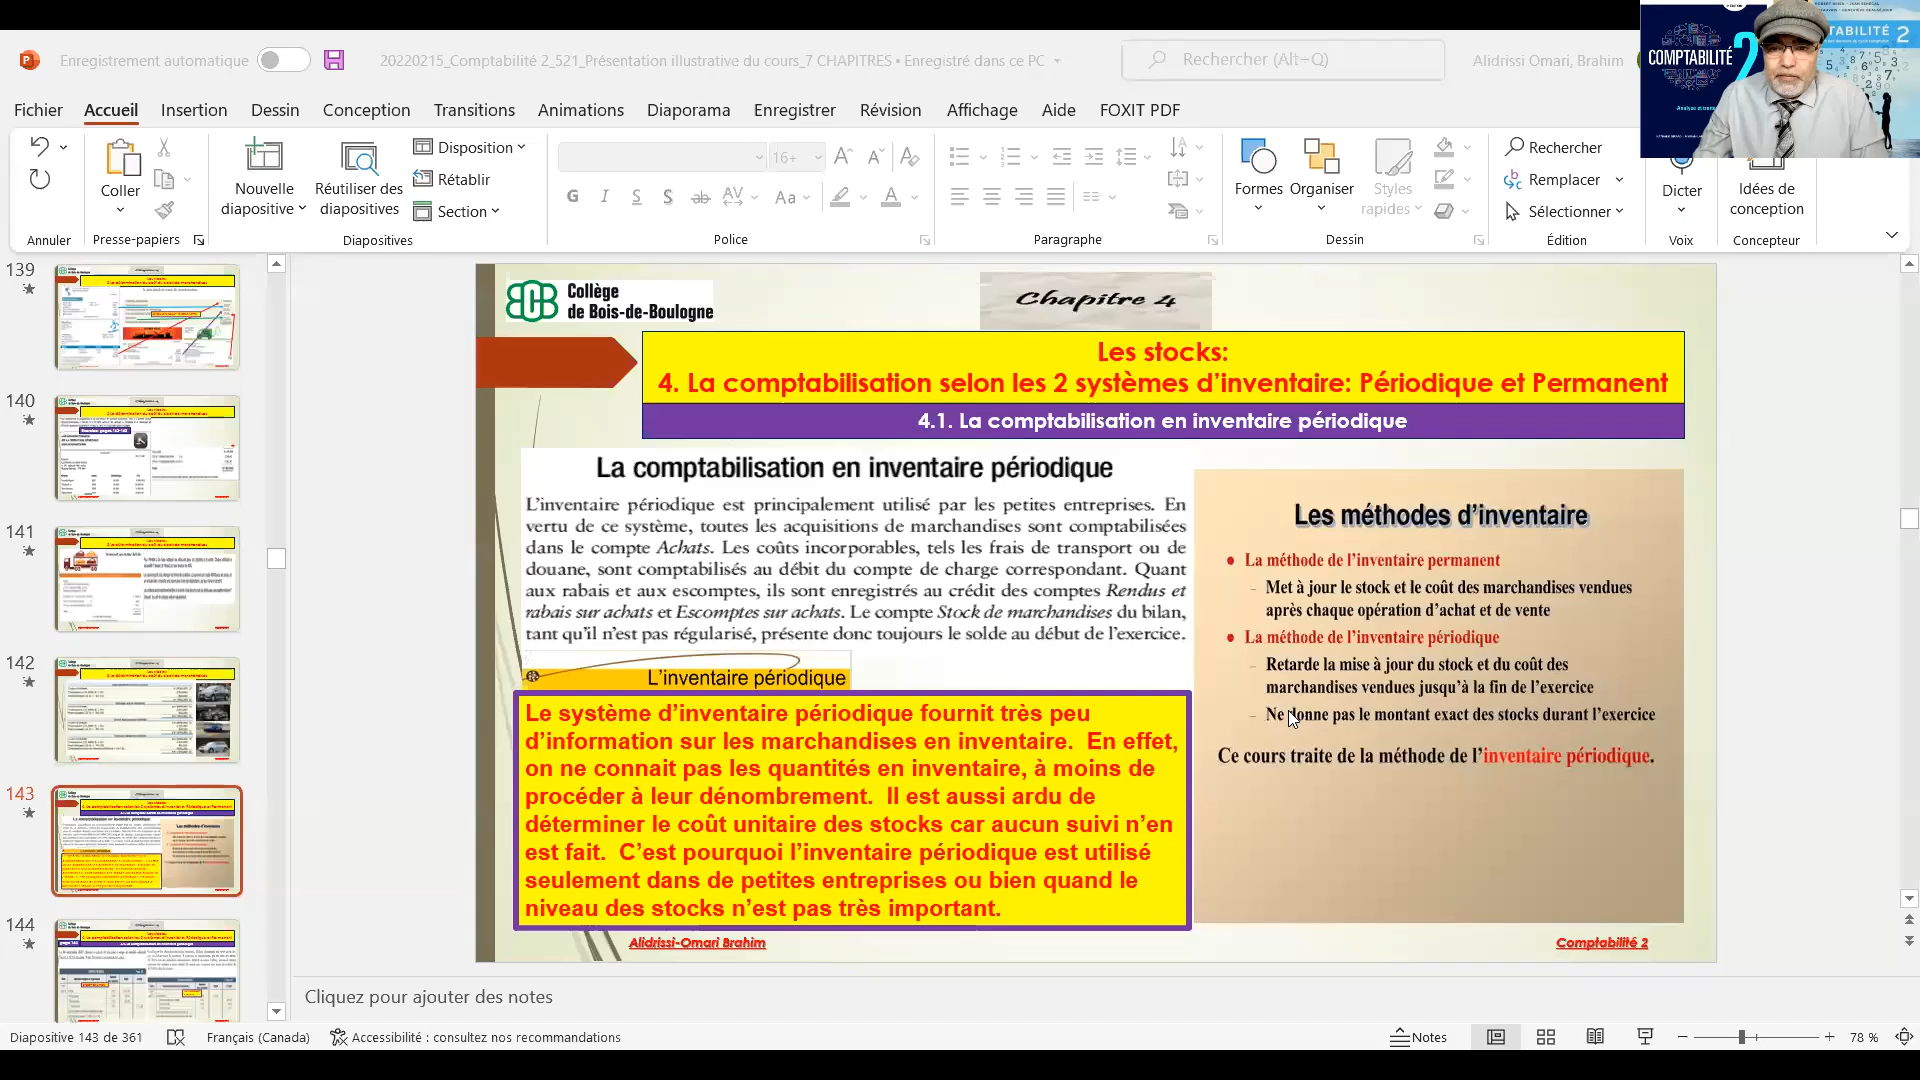 Enregistrement automatique
20220215_Comptabilité 2_521_Présentation illustrative du cours_7 CHAPITRES • Enregistré dans ce PC
Rechercher (Alt+Q)
Alidrissi Omari, Brahim
COMPTABILITÉ
2
TABILITÉ 2
Fichier Accueil Insertion Dessin Conception Transitions Animations Diaporama Enregistrer Révision Affichage Aide FOXIT PDF
Coller
Nouvelle
diapositive
Réutiliser des
diapositives
Disposition
Rétablir
Section
16+
G I S S ab AV Aa A
Formes
Organiser
Styles
rapides
Rechercher
Remplacer
Sélectionner
Dicter
Idées de
conception
Annuler
Presse-papiers
Diapositives
Police
Paragraphe
Dessin
Édition
Voix
Concepteur
139
140
141
142
143
144
Collège
de Bois-de-Boulogne
Chapitre 4
Les stocks:
4. La comptabilisation selon les 2 systèmes d’inventaire: Périodique et Permanent
4.1. La comptabilisation en inventaire périodique
La comptabilisation en inventaire périodique
L’inventaire périodique est principalement utilisé par les petites entreprises. En
vertu de ce système, toutes les acquisitions de marchandises sont comptabilisées
dans le compte Achats. Les coûts incorporables, tels les frais de transport ou de
douane, sont comptabilisés au débit du compte de charge correspondant. Quant
aux rabais et aux escomptes, ils sont enregistrés au crédit des comptes Rendus et
rabais sur achats et Escomptes sur achats. Le compte Stock de marchandises du bilan,
tant qu’il n’est pas régularisé, présente donc toujours le solde au début de l’exercice.
L’inventaire périodique
Le système d’inventaire périodique fournit très peu
d’information sur les marchandises en inventaire. En effet,
on ne connait pas les quantités en inventaire, à moins de
procéder à leur dénombrement. Il est aussi ardu de
déterminer le coût unitaire des stocks car aucun suivi n’en
est fait. C’est pourquoi l’inventaire périodique est utilisé
seulement dans de petites entreprises ou bien quand le
niveau des stocks n’est pas très important.
Les méthodes d’inventaire
• La méthode de l’inventaire permanent
– Met à jour le stock et le coût des marchandises vendues
après chaque opération d’achat et de vente
• La méthode de l’inventaire périodique
– Retarde la mise à jour du stock et du coût des
marchandises vendues jusqu’à la fin de l’exercice
– Ne donne pas le montant exact des stocks durant l’exercice
Ce cours traite de la méthode de l’inventaire périodique.
Alidrissi-Omari Brahim
Comptabilité 2
Cliquez pour ajouter des notes
Diapositive 143 de 361
Français (Canada)
Accessibilité : consultez nos recommandations
Notes
78 %